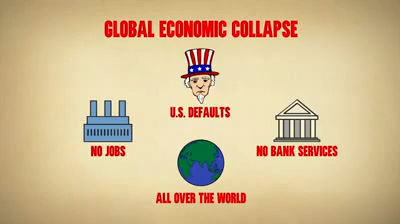 GLOBAL ECONOMIC COLLAPSE
U.S. DEFAULTS
NO JOBS
NO BANK SERVICES
ALL OVER THE WORLD